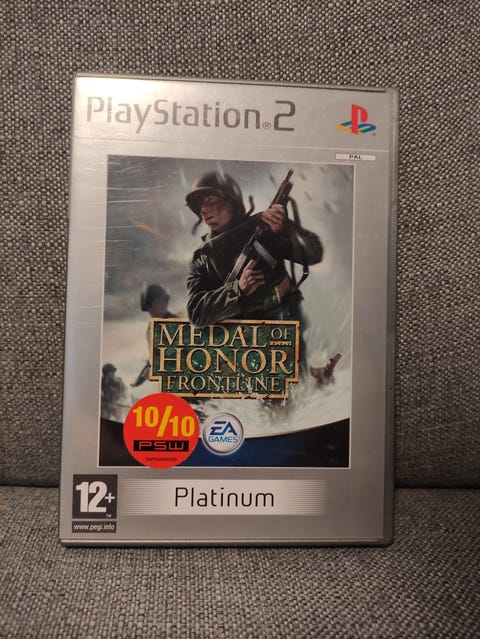 PlayStation®2
PAL
MEDAL OF
HONOR
FRONTLINE
10/10
PSW
EA
GAMES
12+
www.pegi.info
Platinum